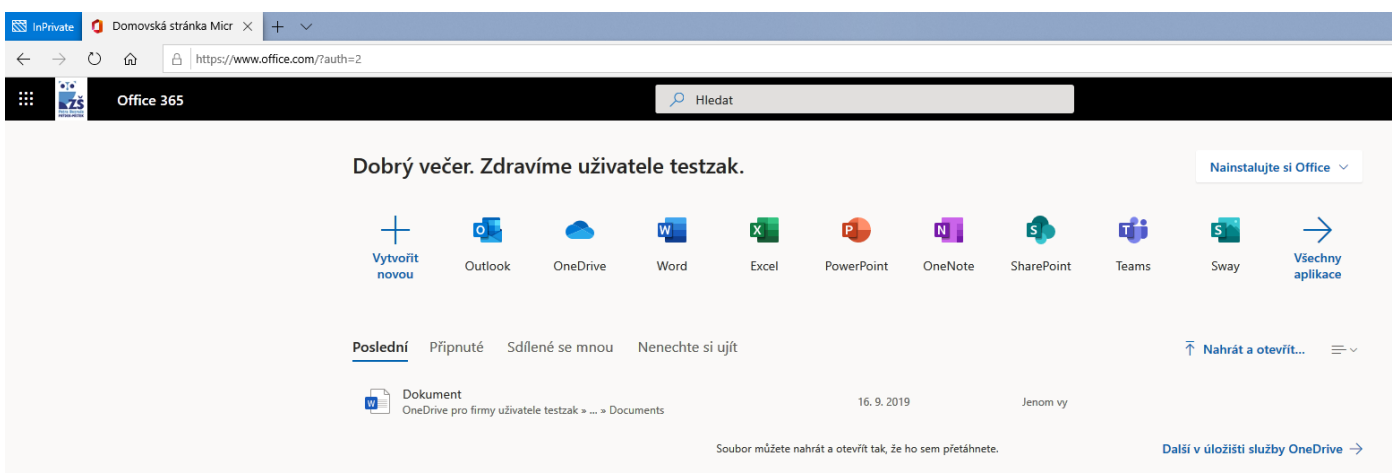 InPrivate
Domovská stránka Micr
https://www.office.com/?auth=2
ZŠ
Office 365
Hledat
Dobrý večer. Zdravíme uživatele testzak.
Nainstalujte si Office
Vytvořit
novou
Outlook
OneDrive
Word
Excel
PowerPoint
OneNote
SharePoint
Teams
Sway
Všechny
aplikace
Poslední Připnuté Sdílené se mnou Nenechte si ujít
Nahrát a otevřít...
Dokument
OneDrive pro firmy uživatele testzak » ... » Documents
16. 9. 2019
Jenom vy
Soubor můžete nahrát a otevřít tak, že ho sem přetáhnete.
Další v úložišti služby OneDrive